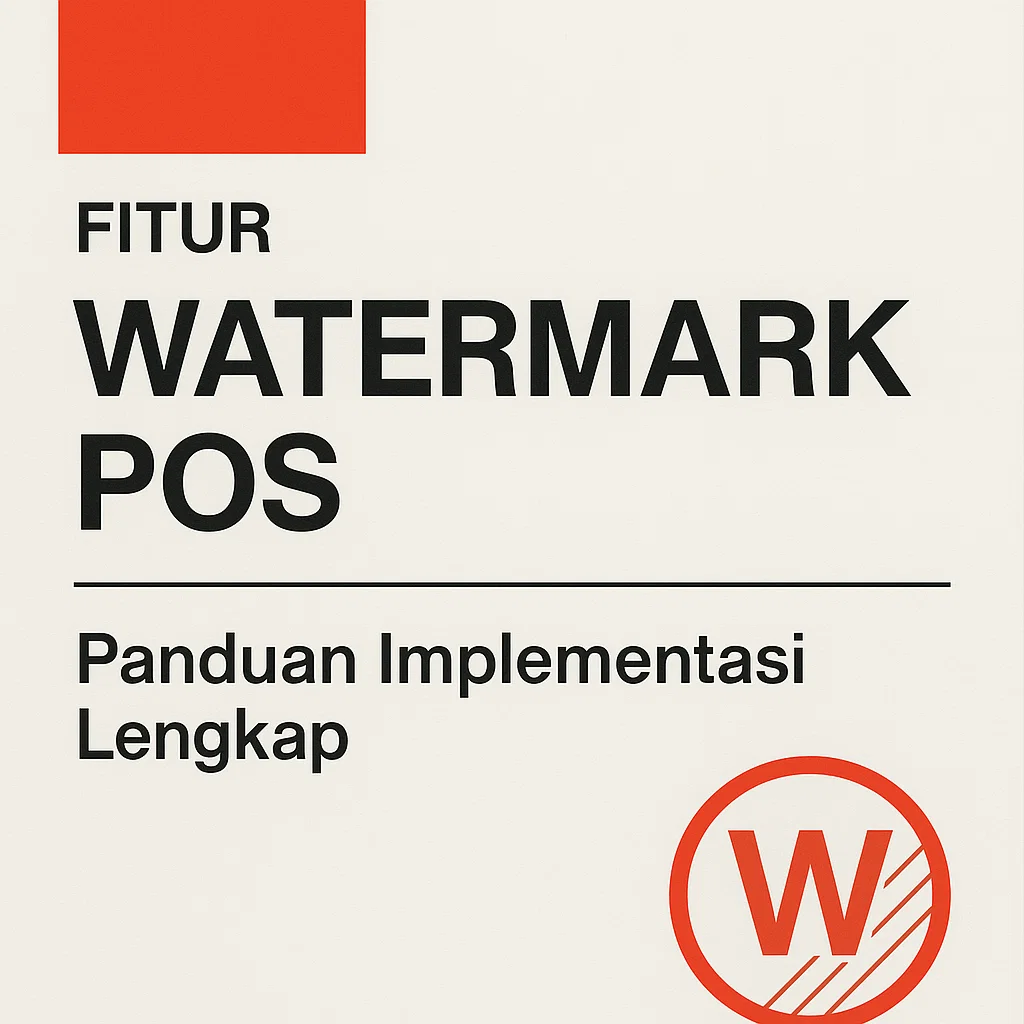 FITUR
WATERMARK
POS
Panduan Implementasi
Lengkap
W